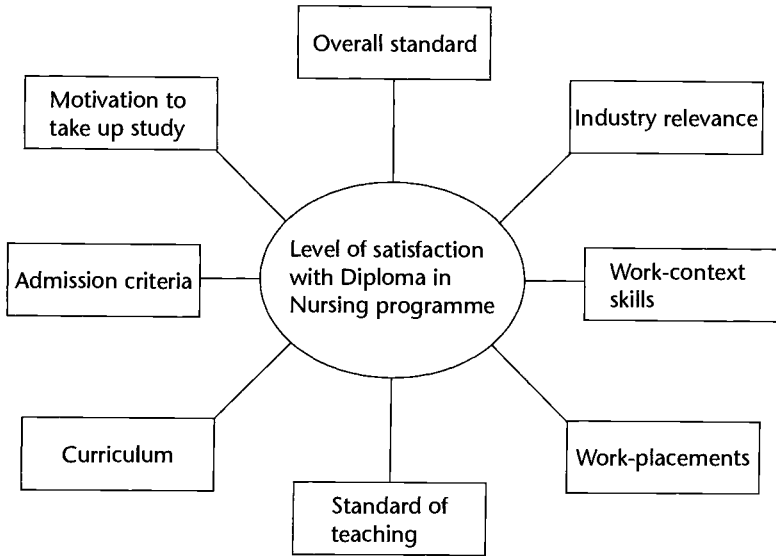 Overall standard
Motivation to
take up study
Industry relevance
Admission criteria
Level of satisfaction
with Diploma in
Nursing programme
Work-context
skills
Curriculum
Work-placements
Standard of
teaching